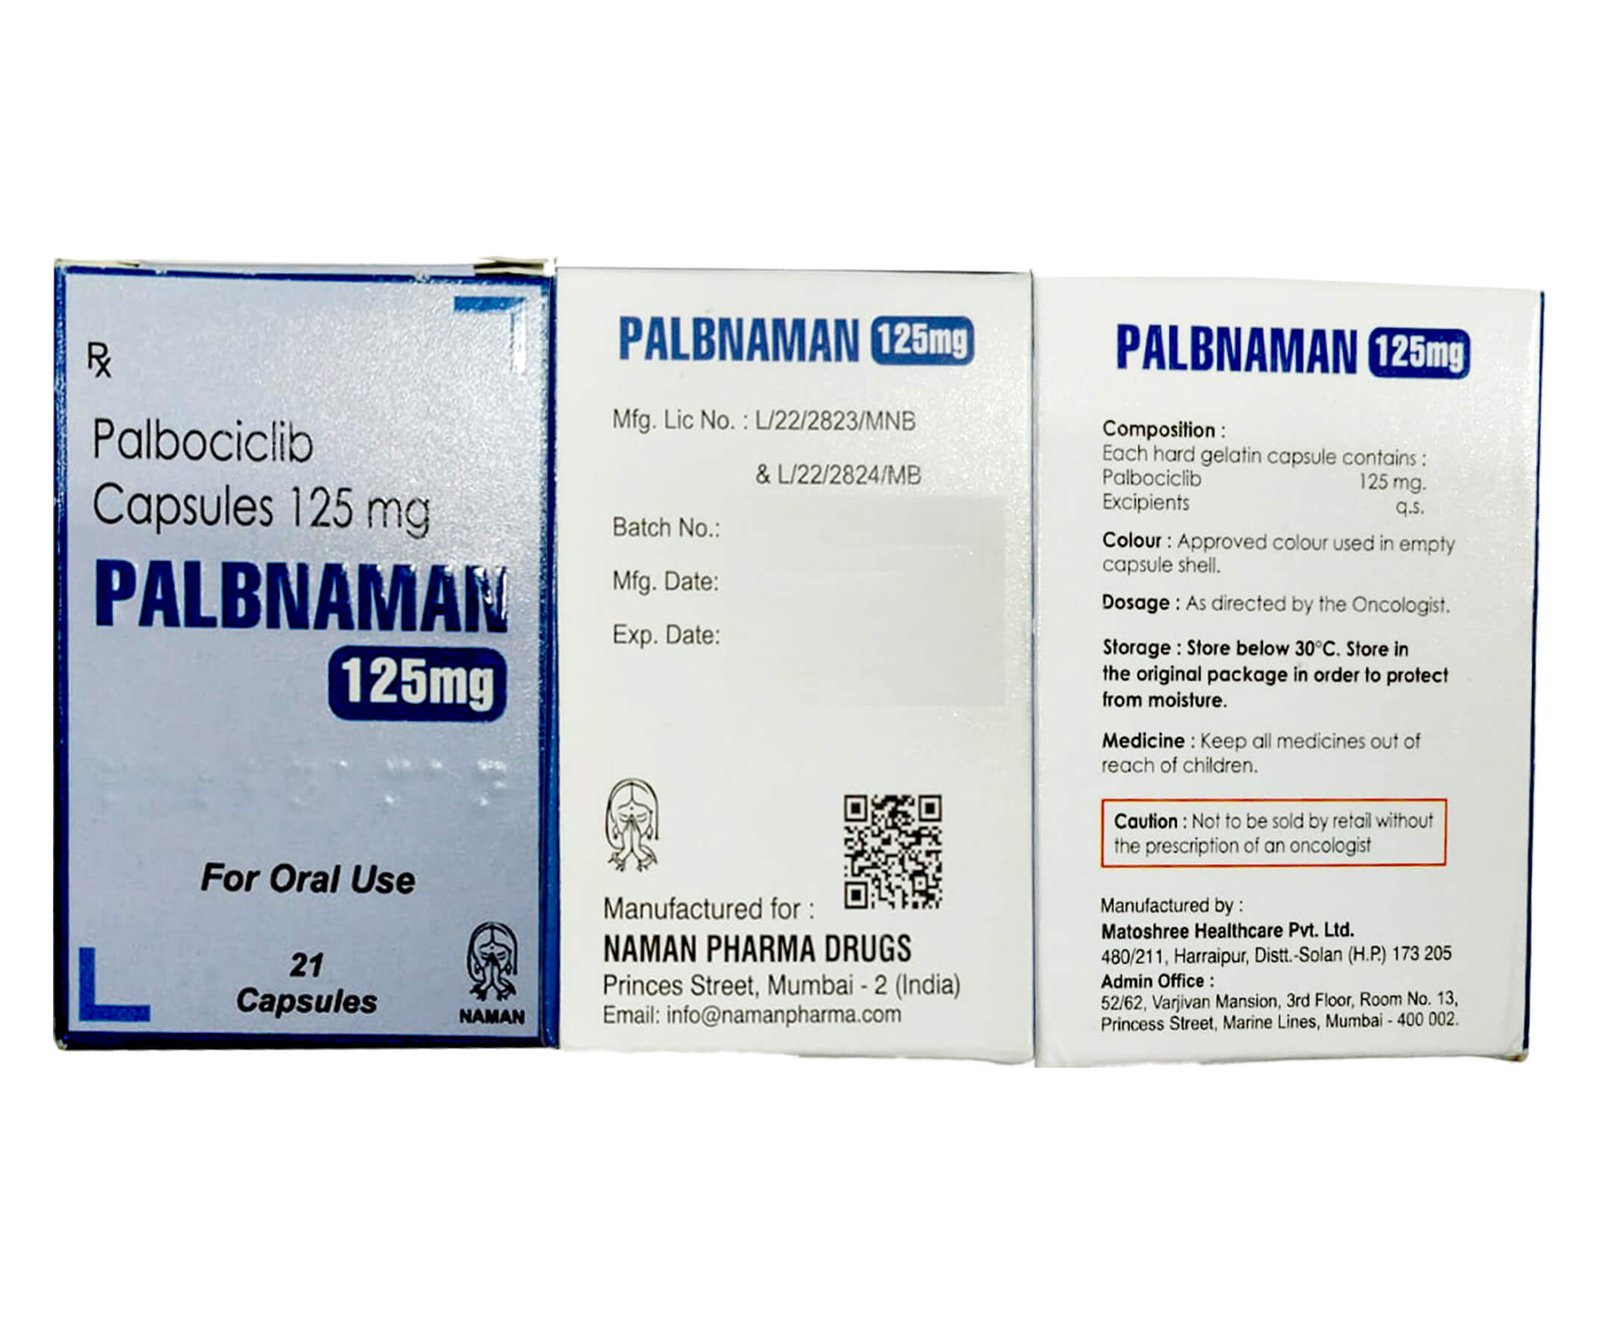 Rx
Palbociclib
Capsules 125 mg
PALBNAMAN
125mg
For Oral Use
21
Capsules
NAMAN
PALBNAMAN 125mg
Mfg. Lic No. : L/22/2823/MNB
& L/22/2824/MB
Batch No.:
Mfg. Date:
Exp. Date:
Manufactured for :
NAMAN PHARMA DRUGS
Princes Street, Mumbai - 2 (India)
Email: info@namanpharma.com
PALBNAMAN 125mg
Composition :
Each hard gelatin capsule contains :
Palbociclib 125 mg.
Excipients q.s.
Colour : Approved colour used in empty
capsule shell.
Dosage : As directed by the Oncologist.
Storage : Store below 30°C. Store in
the original package in order to protect
from moisture.
Medicine : Keep all medicines out of
reach of children.
Caution : Not to be sold by retail without
the prescription of an oncologist
Manufactured by :
Matoshree Healthcare Pvt. Ltd.
480/211, Harraipur, Distt.-Solan (H.P.) 173 205
Admin Office :
52/62, Varjivan Mansion, 3rd Floor, Room No. 13,
Princess Street, Marine Lines, Mumbai - 400 002.